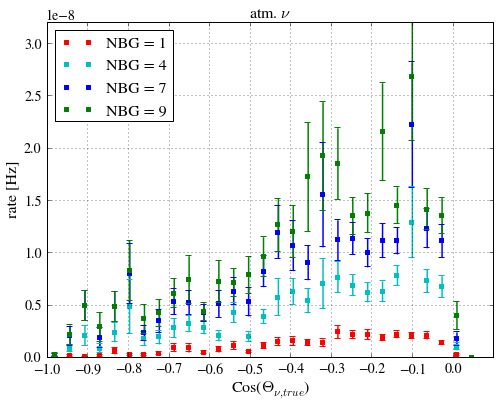 1e−8
atm. ν
NBG = 1
NBG = 4
NBG = 7
NBG = 9
rate [Hz]
3.0
2.5
2.0
1.5
1.0
0.5
0.0
−1.0 −0.9 −0.8 −0.7 −0.6 −0.5 −0.4 −0.3 −0.2 −0.1 0.0
Cos(Θν,true)